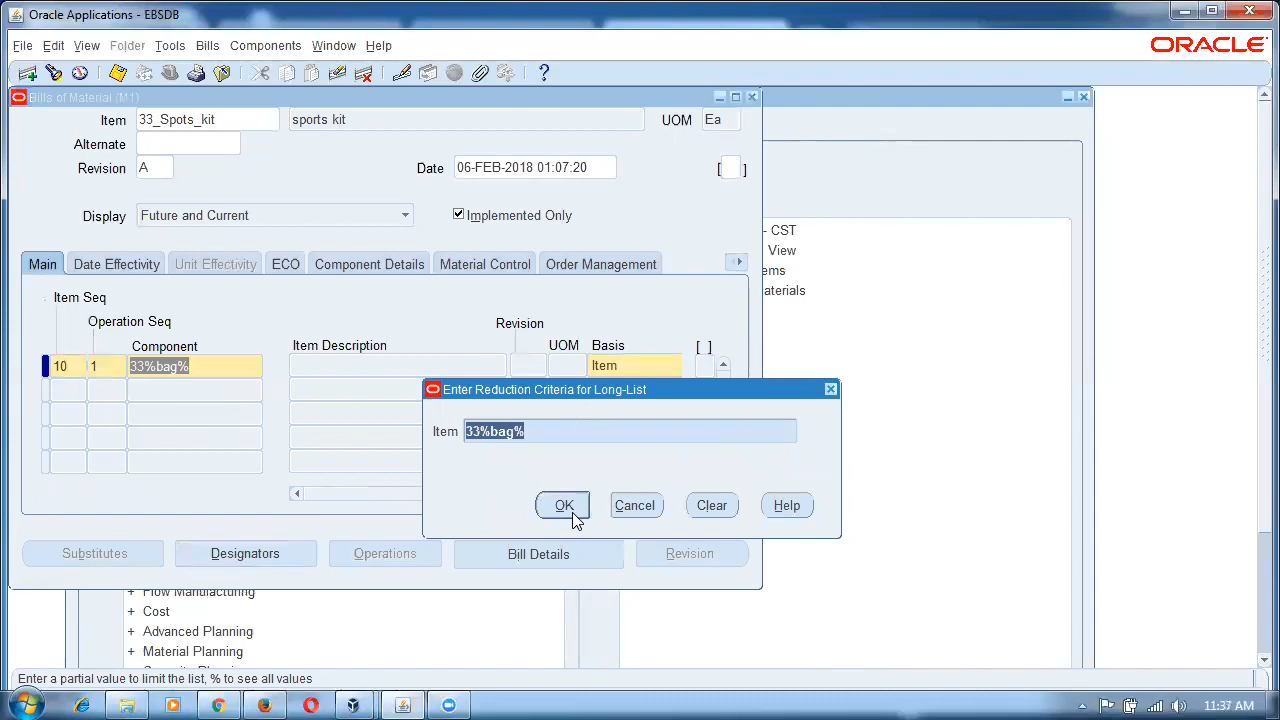 Oracle Applications - EBSDB
File Edit View Folder Tools Bills Components Window Help
ORACLE
Bills of Material (M1)
Item 33_Spots_kit sports kit UOM Ea
Alternate
Revision A Date 06-FEB-2018 01:07:20 [ ]
Display Future and Current Implemented Only
- CST
View
ems
aterials
Main Date Effectivity Unit Effectivity ECO Component Details Material Control Order Management
Item Seq
Operation Seq
Revision
Component Item Description UOM Basis [ ]
10 1 33%bag% Item
Enter Reduction Criteria for Long-List
Item 33%bag%
OK Cancel Clear Help
Substitutes Designators Operations Bill Details Revision
+ Flow Manufacturing
+ Cost
+ Advanced Planning
+ Material Planning
Enter a partial value to limit the list, % to see all values
11:37 AM